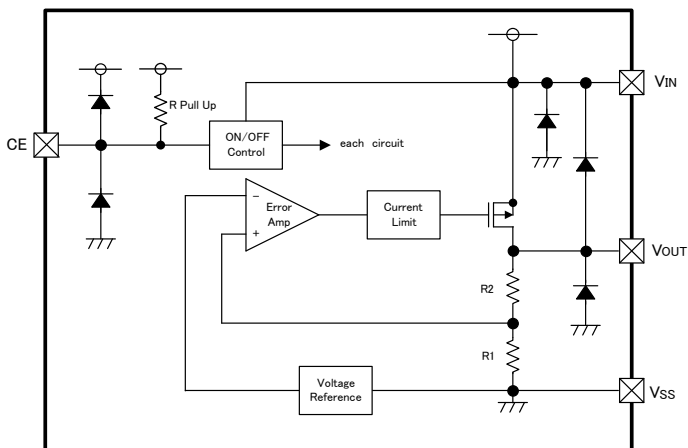 R Pull Up
VIN
CE
ON/OFF
Control
each circuit
−
Error
Amp
+
Current
Limit
VOUT
R2
R1
Voltage
Reference
VSS